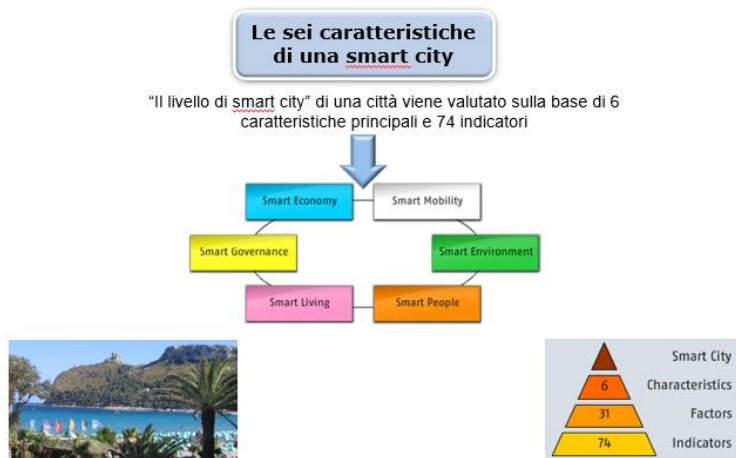 Le sei caratteristiche
di una smart city
“Il livello di smart city” di una città viene valutato sulla base di 6
caratteristiche principali e 74 indicatori
Smart Economy
Smart Mobility
Smart Governance
Smart Environment
Smart Living
Smart People
Smart City
6 Characteristics
31 Factors
74 Indicators